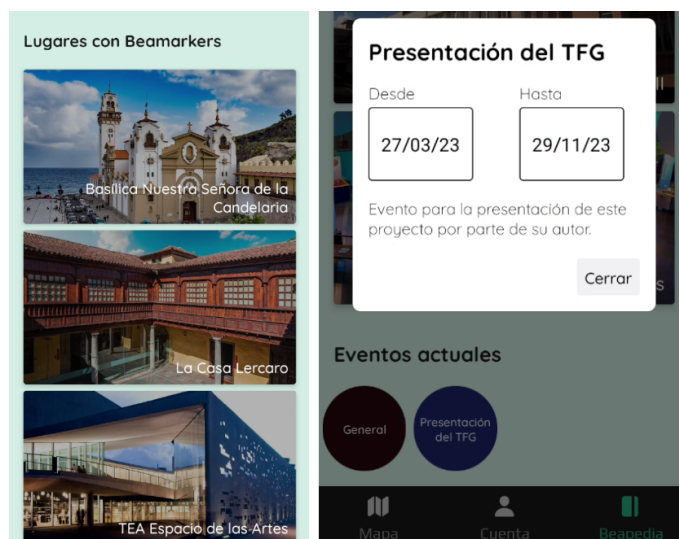 Lugares con Beamarkers
Basílica Nuestra Señora de la
Candelaria
La Casa Lercaro
TEA Espacio de las Artes
Presentación del TFG
Desde
Hasta
27/03/23
29/11/23
Evento para la presentación de este
proyecto por parte de su autor.
Cerrar
Eventos actuales
General
Presentación
del TFG
Mapa
Cuenta
Beapedia